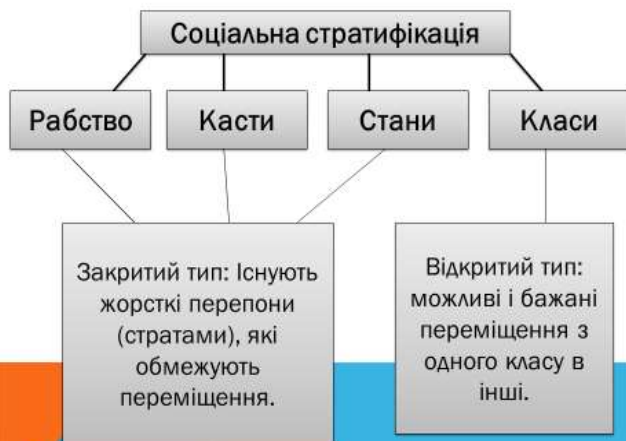 Соціальна стратифікація
Рабство
Касти
Стани
Класи
Закритий тип: Існують
жорсткі перепони
(стратами), які
обмежують
переміщення.
Відкритий тип:
можливі і бажані
переміщення з
одного класу в
інші.